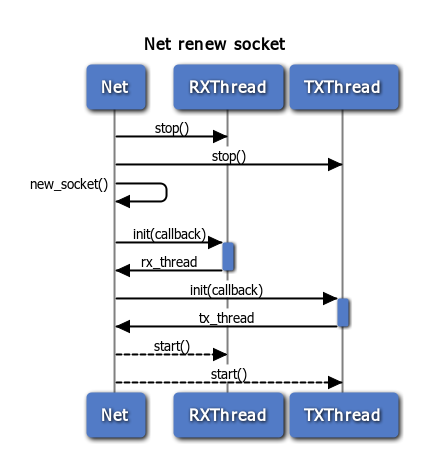 Net renew socket
Net RXThread TXThread
stop()
stop()
new_socket()
init(callback)
rx_thread
init(callback)
tx_thread
start()
start()
Net RXThread TXThread